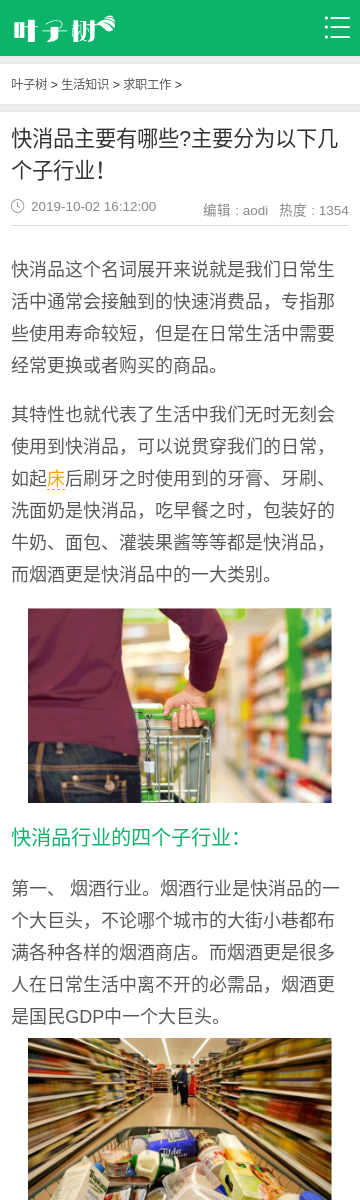 叶子树
叶子树 > 生活知识 > 求职工作 >
快消品主要有哪些?主要分为以下几
个子行业！
2019-10-02 16:12:00 编辑 : aodi 热度 : 1354
快消品这个名词展开来说就是我们日常生
活中通常会接触到的快速消费品，专指那
些使用寿命较短，但是在日常生活中需要
经常更换或者购买的商品。
其特性也就代表了生活中我们无时无刻会
使用到快消品，可以说贯穿我们的日常，
如起床后刷牙之时使用到的牙膏、牙刷、
洗面奶是快消品，吃早餐之时，包装好的
牛奶、面包、灌装果酱等等都是快消品，
而烟酒更是快消品中的一大类别。
快消品行业的四个子行业：
第一、 烟酒行业。烟酒行业是快消品的一
个大巨头，不论哪个城市的大街小巷都布
满各种各样的烟酒商店。而烟酒更是很多
人在日常生活中离不开的必需品，烟酒更
是国民GDP中一个大巨头。
Tilda